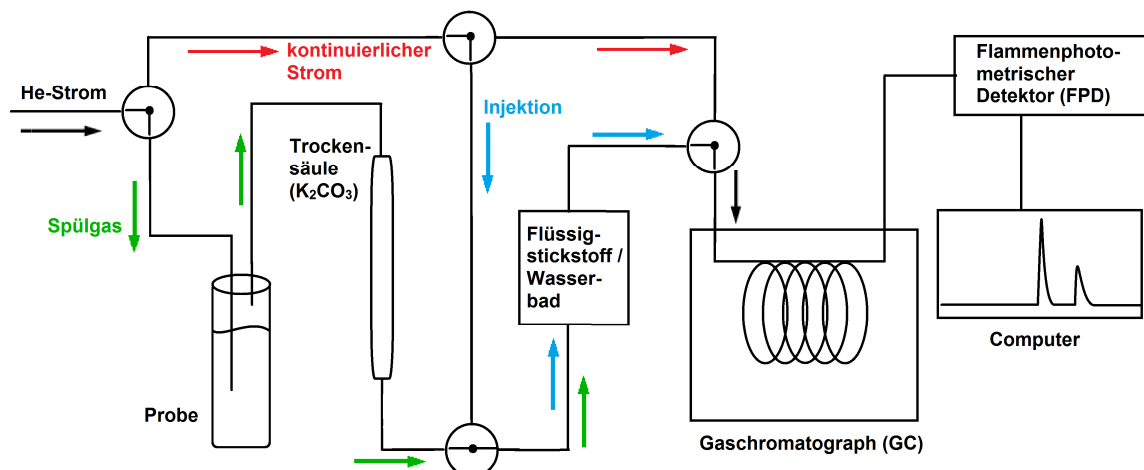 He-Strom
kontinuierlicher
Strom
Spülgas
Trocken-
säule
(K₂CO₃)
Probe
Injektion
Flüssig-
stickstoff /
Wasser-
bad
Flammenphoto-
metrischer
Detektor (FPD)
Computer
Gaschromatograph (GC)